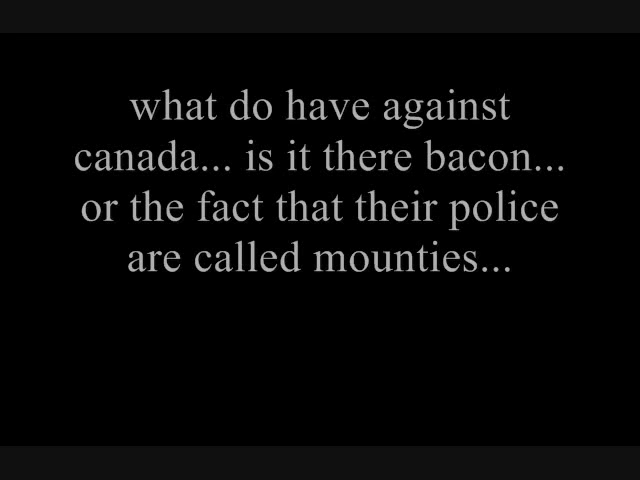 what do have against
canada... is it there bacon...
or the fact that their police
are called mounties...